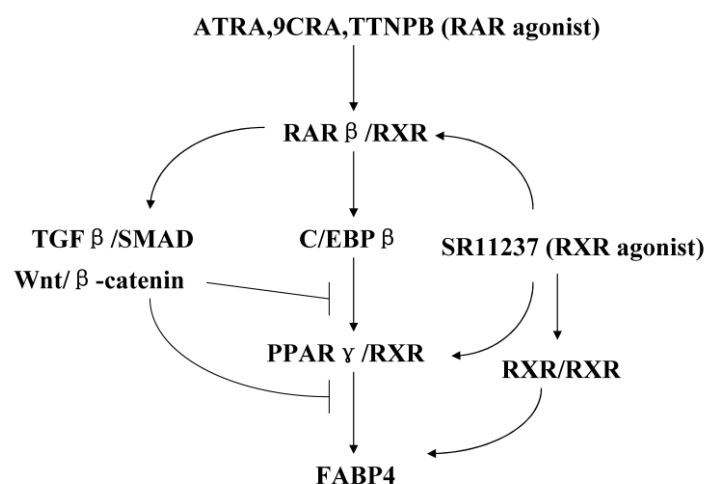 ATRA,9CRA,TTNPB (RAR agonist)
RAR β /RXR
TGF β /SMAD
Wnt/ β -catenin
C/EBP β
SR11237 (RXR agonist)
PPAR γ /RXR
RXR/RXR
FABP4